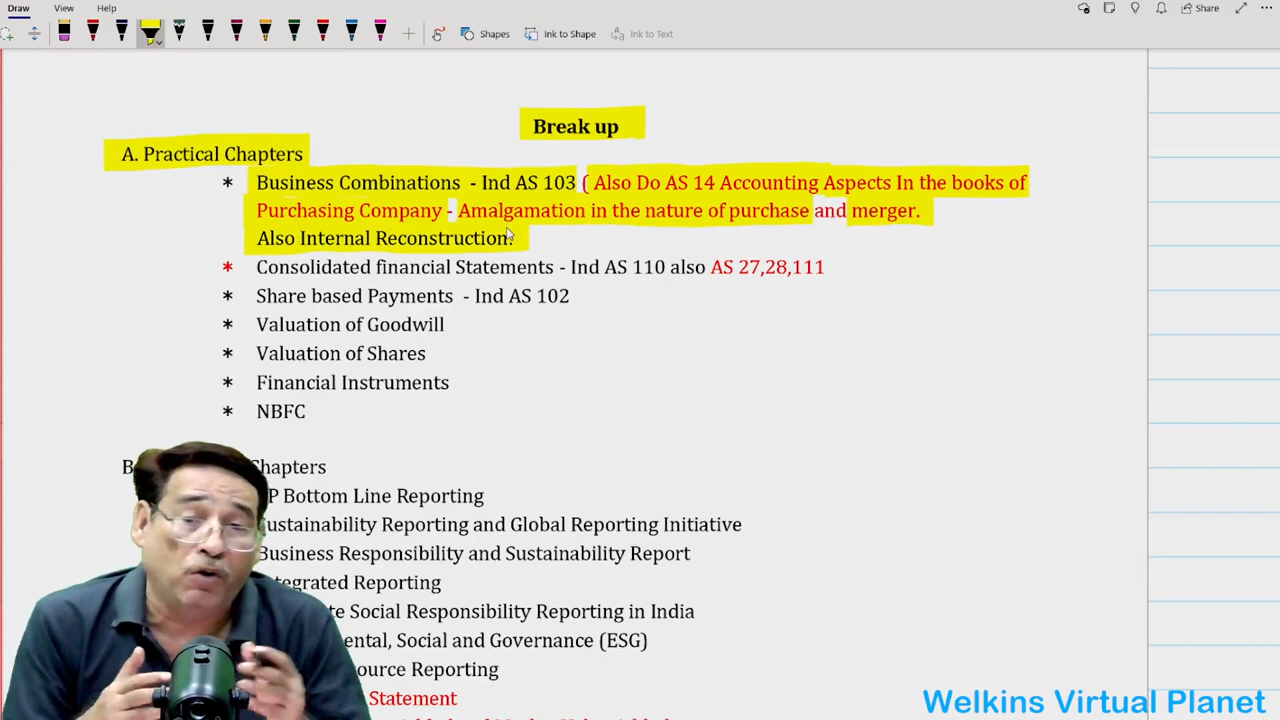 Draw View Help
Share
Shapes Ink to Shape Ink to Text
Break up
A. Practical Chapters
* Business Combinations - Ind AS 103 ( Also Do AS 14 Accounting Aspects In the books of
Purchasing Company - Amalgamation in the nature of purchase and merger.
Also Internal Reconstruction.
* Consolidated financial Statements - Ind AS 110 also AS 27,28,111
* Share based Payments - Ind AS 102
* Valuation of Goodwill
* Valuation of Shares
* Financial Instruments
* NBFC
B Chapters
P Bottom Line Reporting
Sustainability Reporting and Global Reporting Initiative
Business Responsibility and Sustainability Report
tegrated Reporting
te Social Responsibility Reporting in India
ental, Social and Governance (ESG)
ource Reporting
Statement
Welkins Virtual Planet